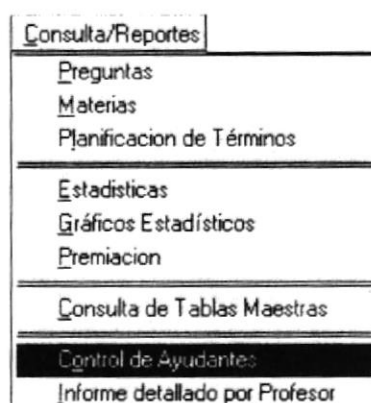 Consulta/Reportes
Preguntas
Materias
Planificacion de Términos
Estadisticas
Gráficos Estadísticos
Premiacion
Consulta de Tablas Maestras
Control de Ayudantes
Informe detallado por Profesor